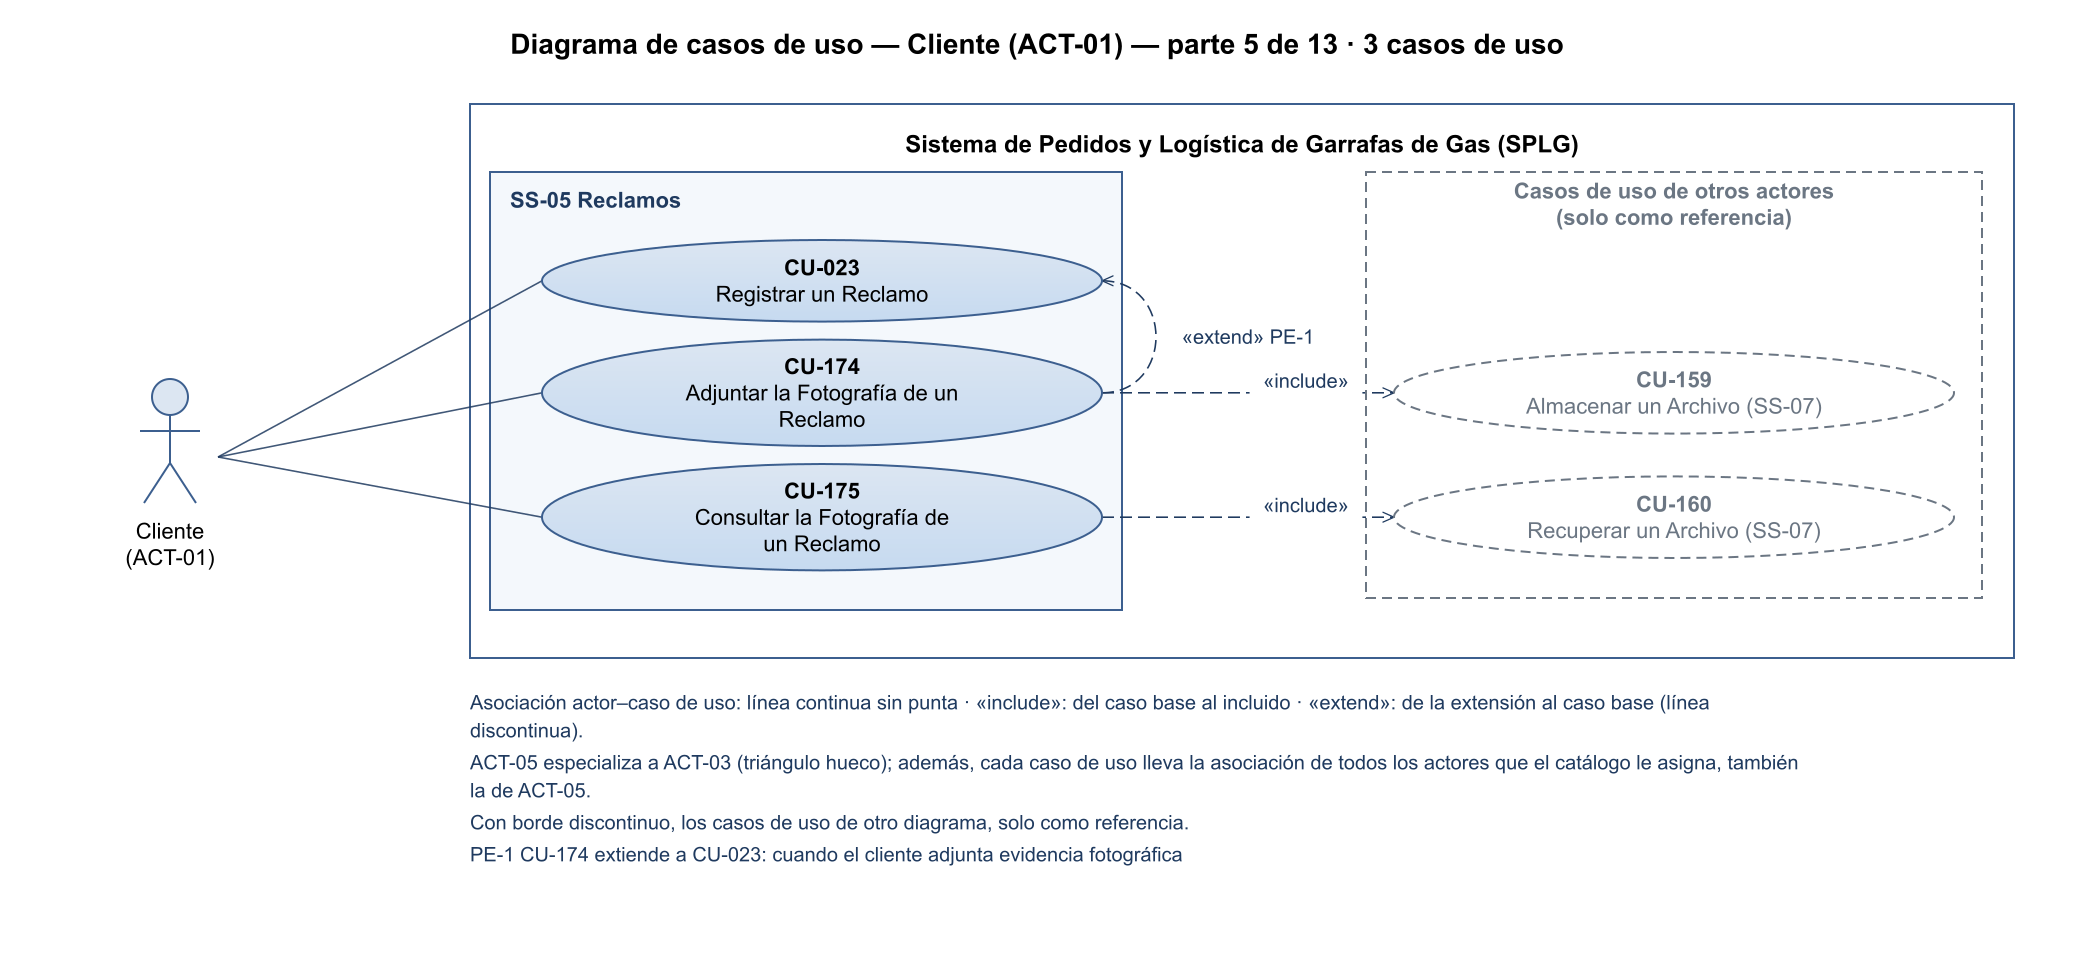 Diagrama de casos de uso — Cliente (ACT-01) — parte 5 de 13 · 3 casos de uso
Sistema de Pedidos y Logística de Garrafas de Gas (SPLG)
SS-05 Reclamos
Casos de uso de otros actores
(solo como referencia)
CU-023
Registrar un Reclamo
«extend» PE-1
CU-174
Adjuntar la Fotografía de un
Reclamo
«include»
CU-159
Almacenar un Archivo (SS-07)
CU-175
Consultar la Fotografía de
un Reclamo
«include»
CU-160
Recuperar un Archivo (SS-07)
Cliente
(ACT-01)
Asociación actor–caso de uso: línea continua sin punta · «include»: del caso base al incluido · «extend»: de la extensión al caso base (línea
discontinua).
ACT-05 especializa a ACT-03 (triángulo hueco); además, cada caso de uso lleva la asociación de todos los actores que el catálogo le asigna, también
la de ACT-05.
Con borde discontinuo, los casos de uso de otro diagrama, solo como referencia.
PE-1 CU-174 extiende a CU-023: cuando el cliente adjunta evidencia fotográfica